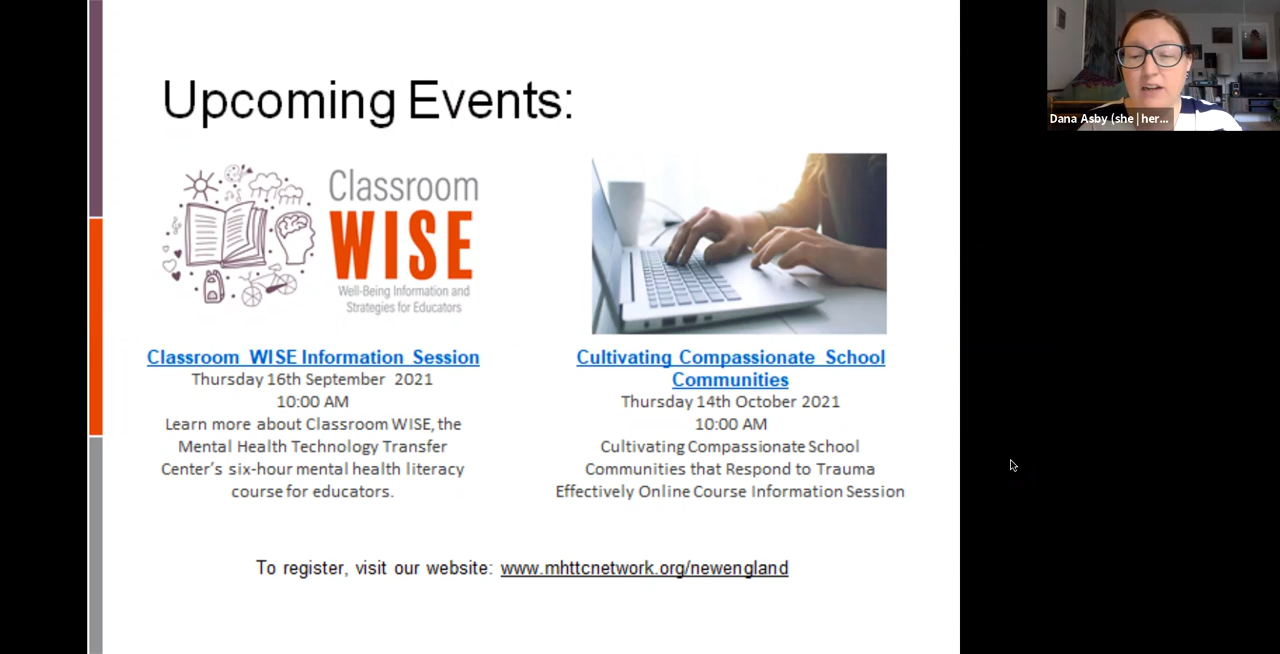 Upcoming Events:
Classroom
WISE
Well-Being Information and
Strategies for Educators
Classroom WISE Information Session
Thursday 16th September 2021
10:00 AM
Learn more about Classroom WISE, the
Mental Health Technology Transfer
Center's six-hour mental health literacy
course for educators.
Cultivating Compassionate School
Communities
Thursday 14th October 2021
10:00 AM
Cultivating Compassionate School
Communities that Respond to Trauma
Effectively Online Course Information Session
To register, visit our website: www.mhttcnetwork.org/newengland
Dana Asby (she|her...